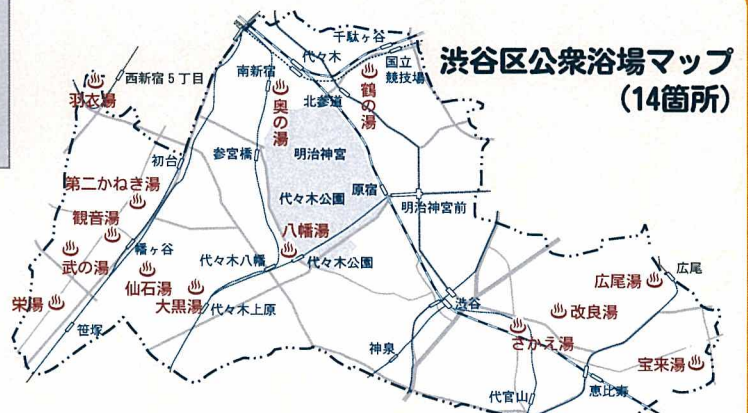 渋谷区公衆浴場マップ
(14箇所)
千駄ヶ谷
代々木
国立
競技場
南新宿
西新宿5丁目
羽衣湯
奥の湯
北参道
鶴の湯
初台
参宮橋
明治神宮
第二かねき湯
代々木公園
原宿
明治神宮前
観音湯
八幡湯
幡ヶ谷
代々木八幡
代々木公園
武の湯
仙石湯
大黒湯
代々木上原
栄湯
笹塚
渋谷
広尾湯
広尾
改良湯
さかえ湯
神泉
宝来湯
代官山
恵比寿